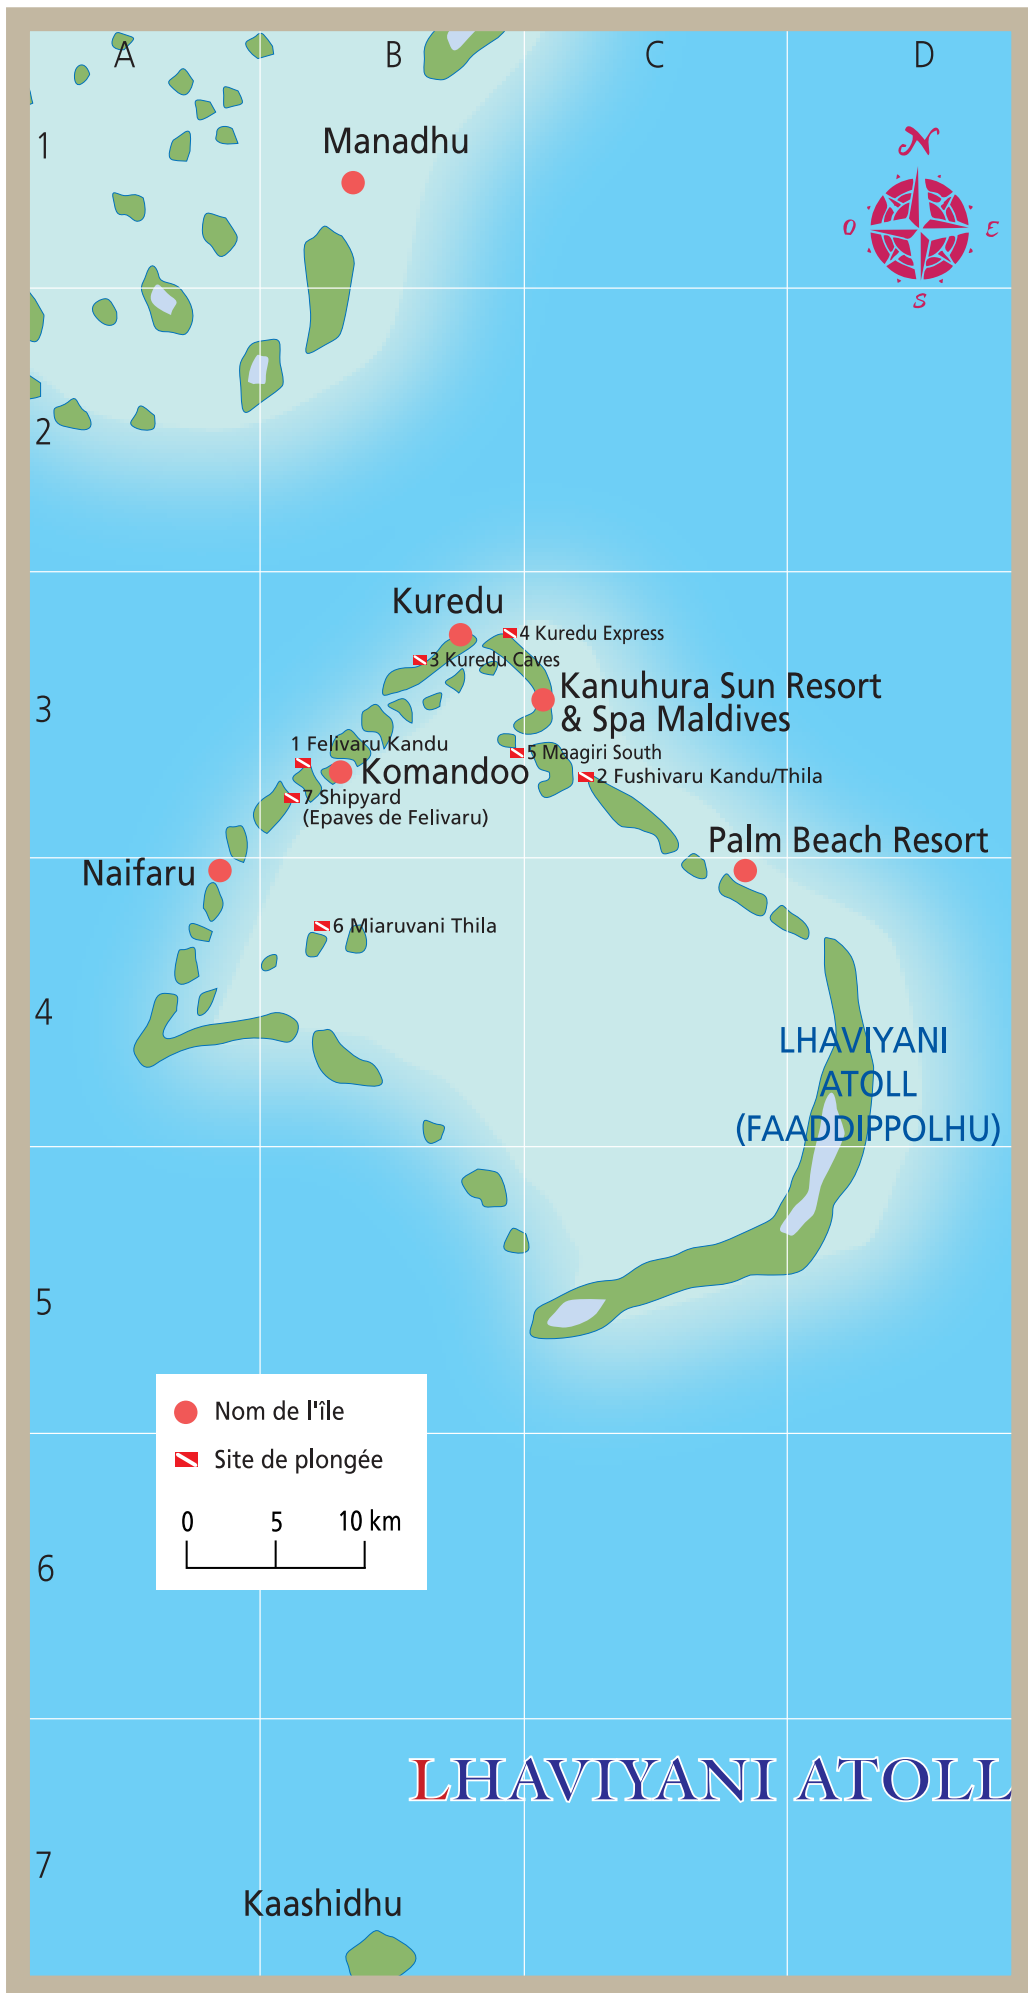 A B C D
1
Manadhu
N
O E
S
2
Kuredu
4 Kuredu Express
3 Kuredu Caves
3
Kanuhura Sun Resort
& Spa Maldives
1 Felivaru Kandu
5 Maagiri South
Komandoo
2 Fushivaru Kandu/Thila
7 Shipyard
(Epaves de Felivaru)
Palm Beach Resort
Naifaru
6 Miaruvani Thila
4
LHAVIYANI
ATOLL
(FAADDIPPOLHU)
5
Nom de l'île
Site de plongée
0 5 10 km
6
LHAVIYANI ATOLL
7
Kaashidhu